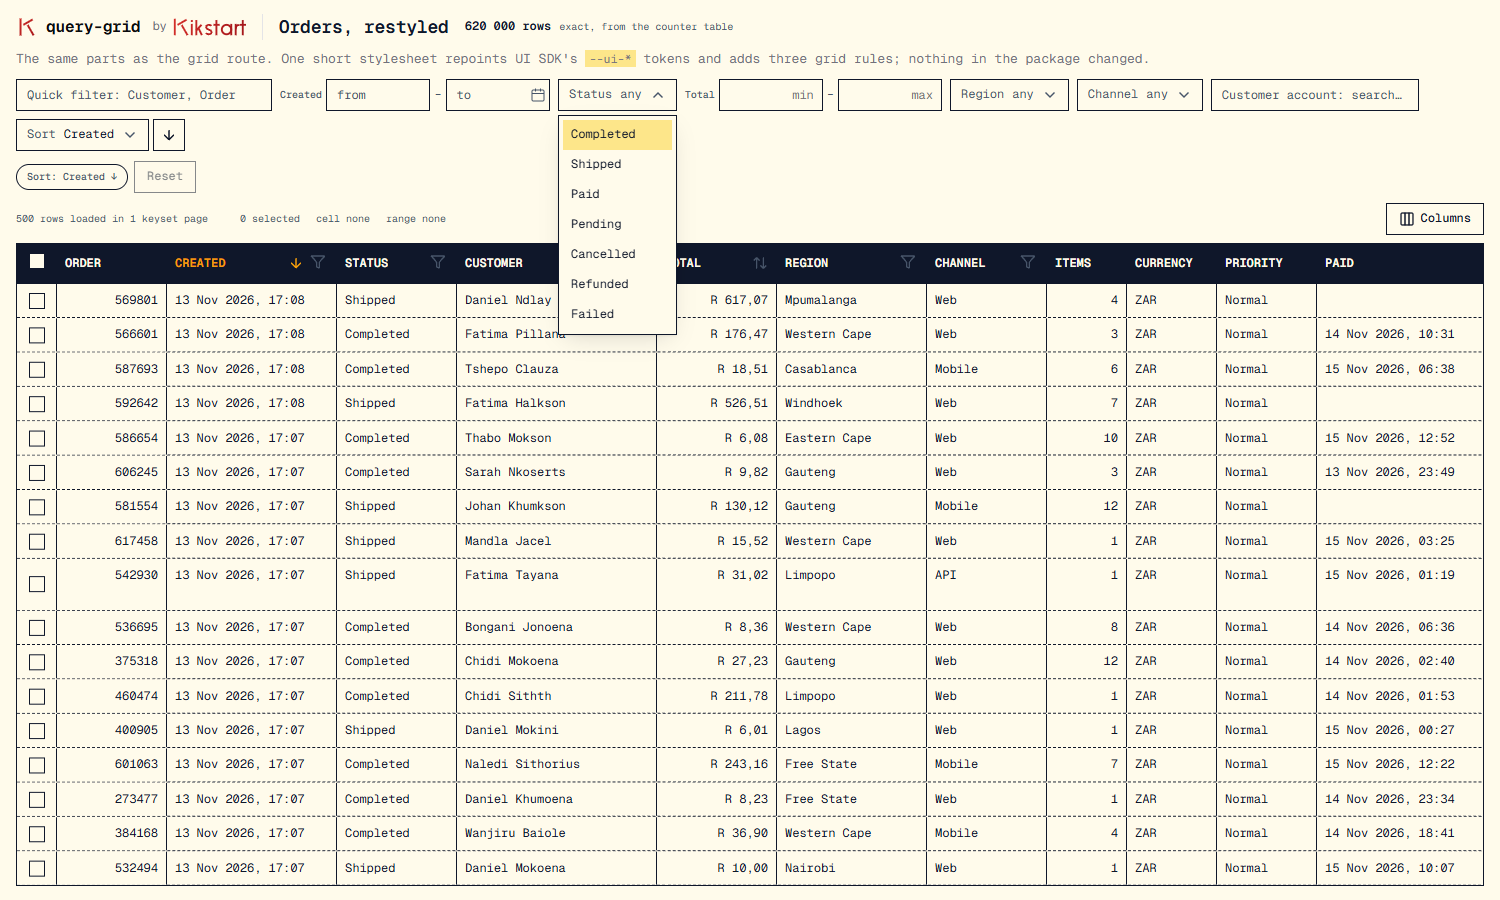 query-grid by Kikstart Orders, restyled 620 000 rows exact, from the counter table
The same parts as the grid route. One short stylesheet repoints UI SDK's --ui-* tokens and adds three grid rules; nothing in the package changed.
Quick filter: Customer, Order Created from – to Status any Total min – max Region any Channel any Customer account: search…
Sort Created ↓
Completed
Shipped
Paid
Pending
Cancelled
Refunded
Failed
Sort: Created ↓ Reset
500 rows loaded in 1 keyset page 0 selected cell none range none Columns
ORDER CREATED STATUS CUSTOMER OTAL REGION CHANNEL ITEMS CURRENCY PRIORITY PAID
569801 13 Nov 2026, 17:08 Shipped Daniel Ndlay R 617,07 Mpumalanga Web 4 ZAR Normal
566601 13 Nov 2026, 17:08 Completed Fatima Pillana R 176,47 Western Cape Web 3 ZAR Normal 14 Nov 2026, 10:31
587693 13 Nov 2026, 17:08 Completed Tshepo Clauza R 18,51 Casablanca Mobile 6 ZAR Normal 15 Nov 2026, 06:38
592642 13 Nov 2026, 17:08 Shipped Fatima Halkson R 526,51 Windhoek Web 7 ZAR Normal
586654 13 Nov 2026, 17:07 Completed Thabo Mokson R 6,08 Eastern Cape Web 10 ZAR Normal 15 Nov 2026, 12:52
606245 13 Nov 2026, 17:07 Completed Sarah Nkoserts R 9,82 Gauteng Web 3 ZAR Normal 13 Nov 2026, 23:49
581554 13 Nov 2026, 17:07 Shipped Johan Khumkson R 130,12 Gauteng Mobile 12 ZAR Normal
617458 13 Nov 2026, 17:07 Shipped Mandla Jacel R 15,52 Western Cape Web 1 ZAR Normal 15 Nov 2026, 03:25
542930 13 Nov 2026, 17:07 Shipped Fatima Tayana R 31,02 Limpopo API 1 ZAR Normal 15 Nov 2026, 01:19
536695 13 Nov 2026, 17:07 Completed Bongani Jonoena R 8,36 Western Cape Web 8 ZAR Normal 14 Nov 2026, 06:36
375318 13 Nov 2026, 17:07 Completed Chidi Mokoena R 27,23 Gauteng Web 12 ZAR Normal 14 Nov 2026, 02:40
460474 13 Nov 2026, 17:07 Completed Chidi Sithth R 211,78 Limpopo Web 1 ZAR Normal 14 Nov 2026, 01:53
400905 13 Nov 2026, 17:07 Shipped Daniel Mokini R 6,01 Lagos Web 1 ZAR Normal 15 Nov 2026, 00:27
601063 13 Nov 2026, 17:07 Completed Naledi Sithorius R 243,16 Free State Mobile 7 ZAR Normal 15 Nov 2026, 12:22
273477 13 Nov 2026, 17:07 Completed Daniel Khumoena R 8,23 Free State Web 1 ZAR Normal 14 Nov 2026, 23:34
384168 13 Nov 2026, 17:07 Completed Wanjiru Baiole R 36,90 Western Cape Mobile 4 ZAR Normal 14 Nov 2026, 18:41
532494 13 Nov 2026, 17:07 Shipped Daniel Mokoena R 10,00 Nairobi Web 1 ZAR Normal 15 Nov 2026, 10:07